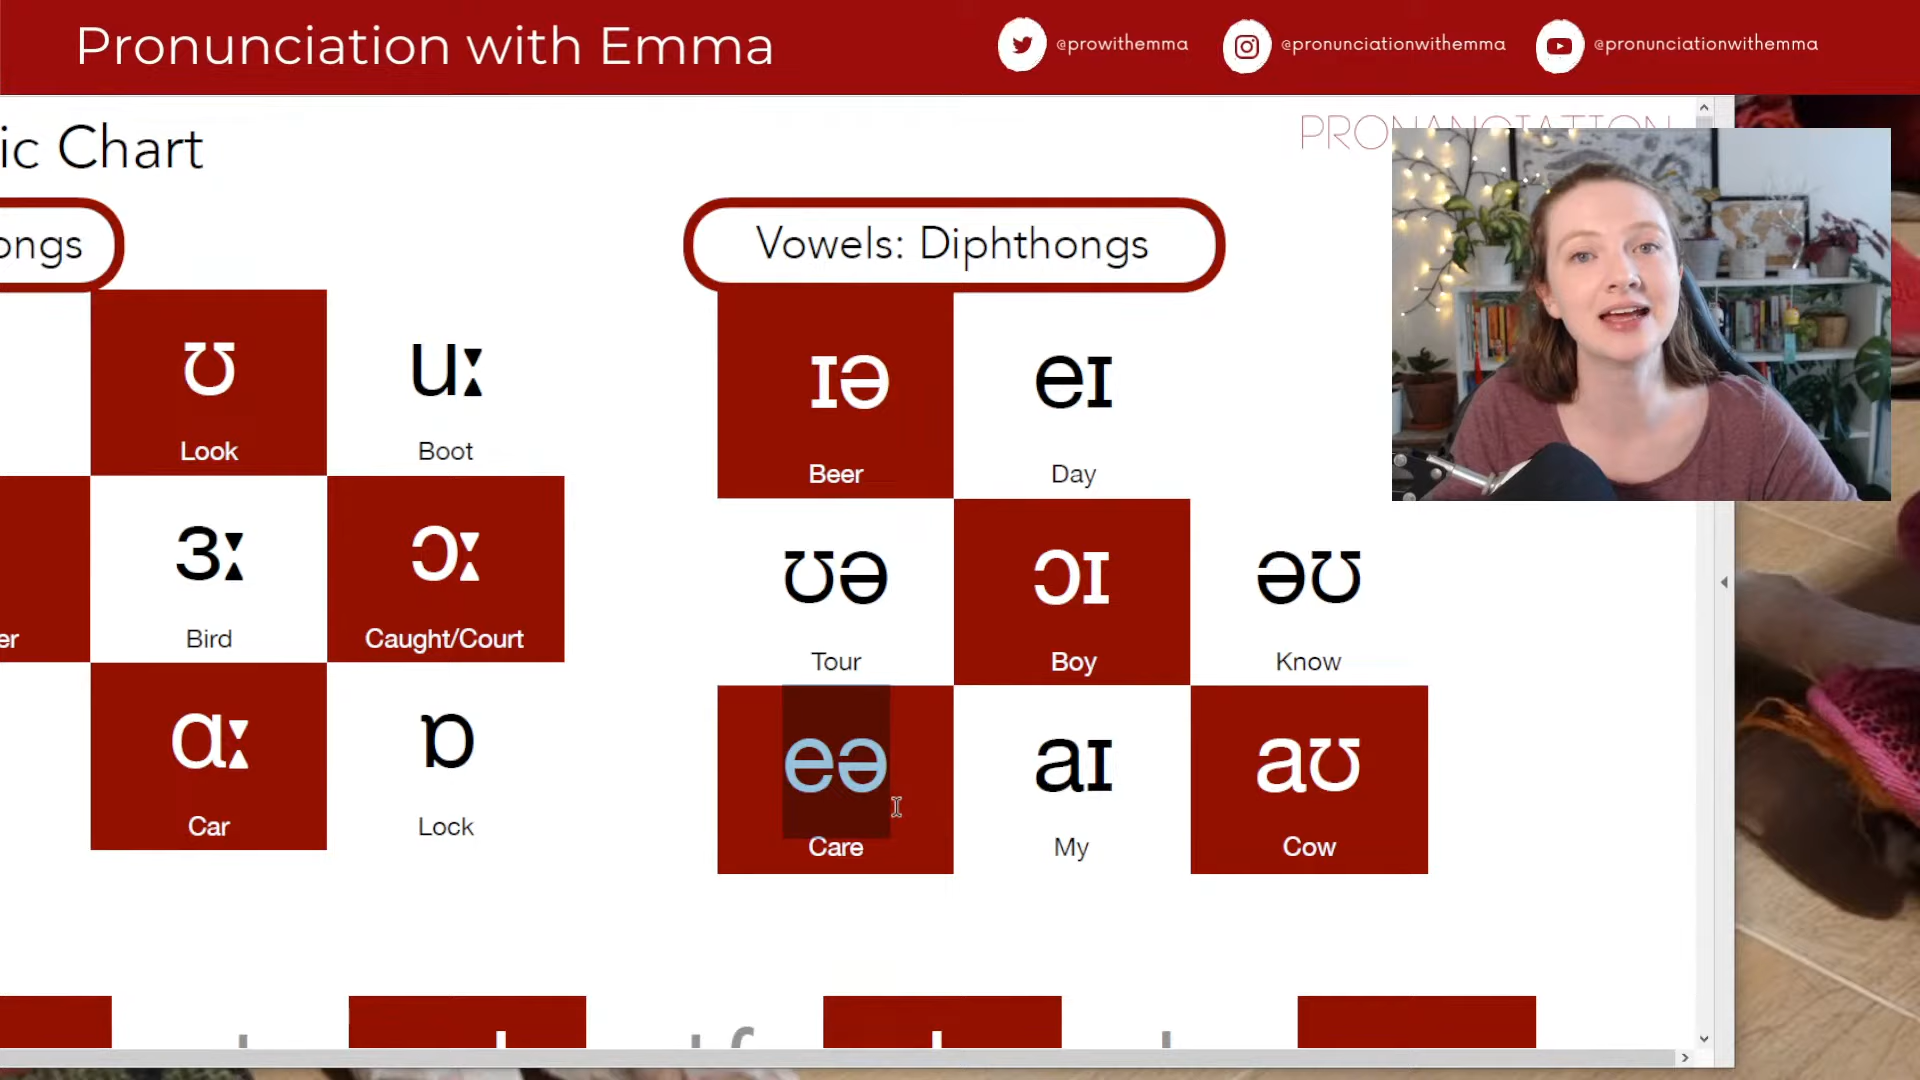 Pronunciation with Emma
@prowithemma
@pronunciationwithemma
@pronunciationwithemma
ic Chart
ongs
Vowels: Diphthongs
ʊ
uː
Look
Boot
ɜː
ɔː
er
Bird
Caught/Court
ɑː
ɒ
Car
Lock
ɪə
eɪ
Beer
Day
ʊə
ɔɪ
əʊ
Tour
Boy
Know
eə
aɪ
aʊ
Care
My
Cow